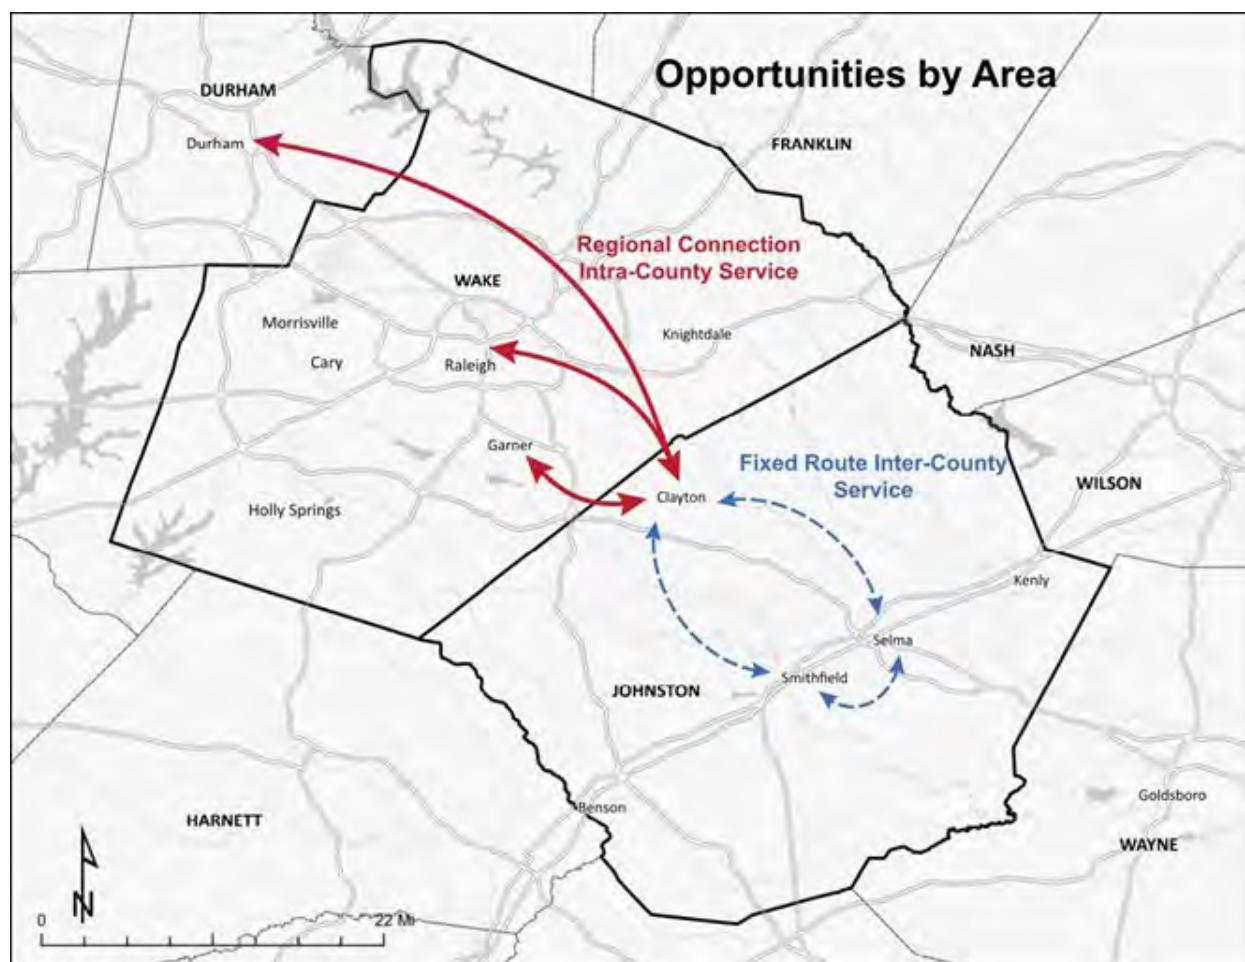 Opportunities by Area
DURHAM
Durham
FRANKLIN
Regional Connection
Intra-County Service
WAKE
Morrisville
Knightdale
Cary
Raleigh
NASH
Garner
Fixed Route Inter-County
Service
WILSON
Clayton
Holly Springs
Kenly
Selma
Smithfield
JOHNSTON
Goldsboro
Benson
HARNETT
WAYNE
N
0 22 Mi